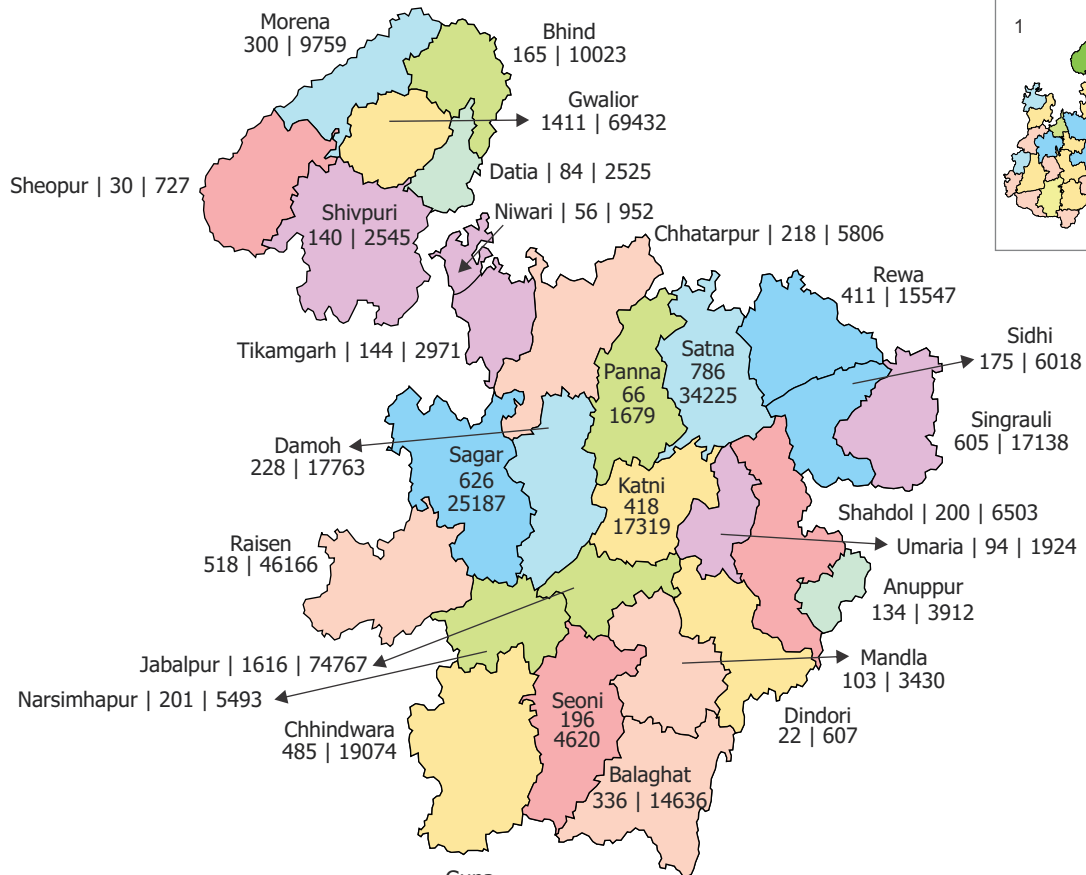 Morena
300 | 9759
Bhind
165 | 10023
1
Gwalior
1411 | 69432
Datia | 84 | 2525
Sheopur | 30 | 727
Shivpuri
140 | 2545
Niwari | 56 | 952
Chhatarpur | 218 | 5806
Rewa
411 | 15547
Sidhi
175 | 6018
Tikamgarh | 144 | 2971
Satna
786
34225
Panna
66
1679
Singrauli
605 | 17138
Damoh
228 | 17763
Sagar
626
25187
Katni
418
17319
Shahdol | 200 | 6503
Umaria | 94 | 1924
Raisen
518 | 46166
Anuppur
134 | 3912
Jabalpur | 1616 | 74767
Mandla
103 | 3430
Narsimhapur | 201 | 5493
Chhindwara
485 | 19074
Seoni
196
4620
Dindori
22 | 607
Balaghat
336 | 14636